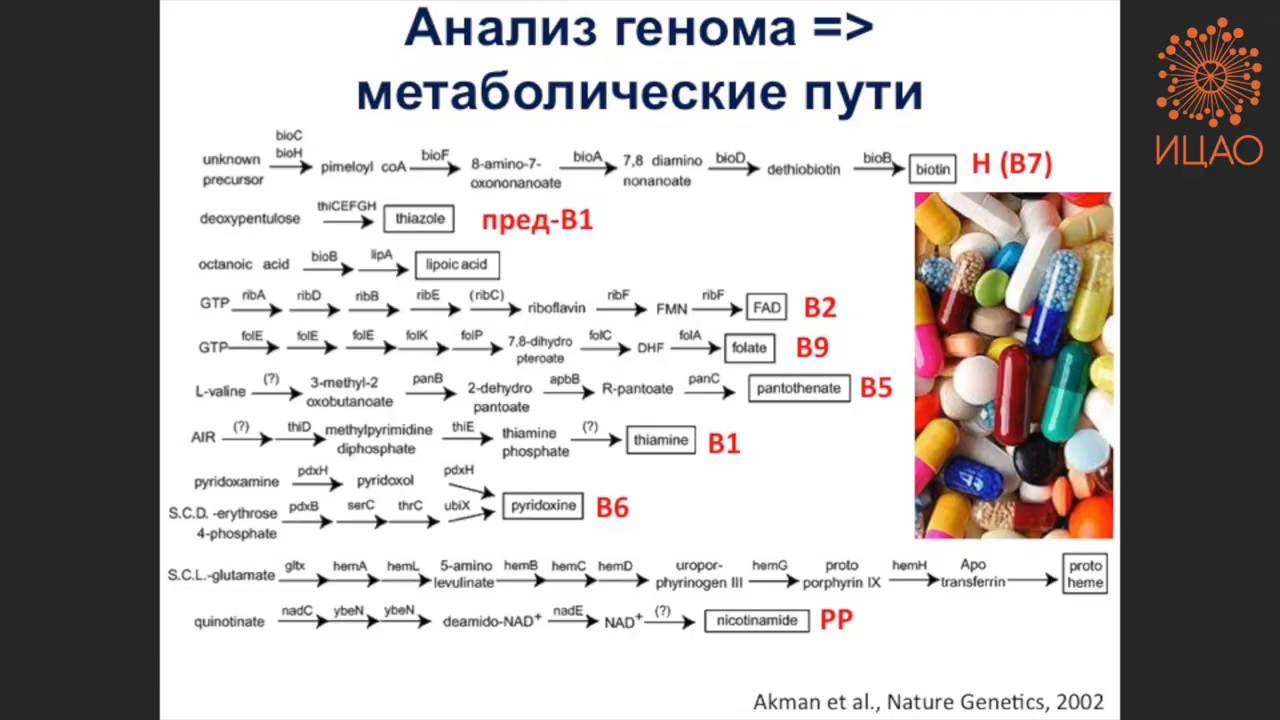 Анализ генома =>
метаболические пути
ИЦАО
bioC
bioH
bioF
bioA
bioD
bioB
unknown
precursor
pimeloyl coA
8-amino-7-
oxononanoate
7,8 diamino
nonanoate
dethiobiotin
biotin
H (B7)
deoxypentulose
thiCEFGH
thiazole
пред-B1
octanoic acid
bioB
lipA
lipoic acid
GTP
ribA
ribD
ribB
ribE
(ribC)
riboflavin
ribF
FMN
ribF
FAD
B2
GTP
folE
folE
folE
folK
folP
7,8-dihydro
pteroate
folC
DHF
folA
folate
B9
L-valine
(?)
3-methyl-2
oxobutanoate
panB
2-dehydro
pantoate
apbB
R-pantoate
panC
pantothenate
B5
AIR
(?)
thiD
methylpyrimidine
diphosphate
thiE
thiamine
phosphate
(?)
thiamine
B1
pyridoxamine
pdxH
pyridoxol
pdxH
S.C.D. -erythrose
4-phosphate
pdxB
serC
thrC
ubiX
pyridoxine
B6
S.C.L.-glutamate
gltx
hemA
hemL
5-amino
levulinate
hemB
hemC
hemD
uropor-
phyrinogen III
hemG
proto
porphyrin IX
hemH
Apo
transferrin
proto
heme
quinotinate
nadC
ybeN
ybeN
deamido-NAD+
nadE
NAD+
(?)
nicotinamide
PP
Akman et al., Nature Genetics, 2002